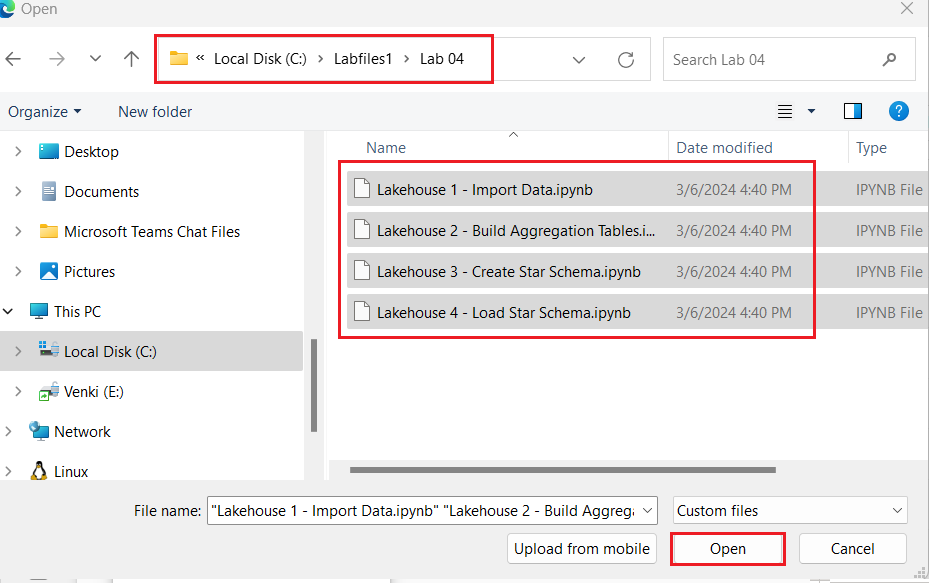 Open
« Local Disk (C:) > Labfiles1 > Lab 04
Search Lab 04
Organize
New folder
?
Desktop
Documents
Microsoft Teams Chat Files
Pictures
This PC
Local Disk (C:)
Venki (E:)
Network
Linux
Name Date modified Type
Lakehouse 1 - Import Data.ipynb 3/6/2024 4:40 PM IPYNB File
Lakehouse 2 - Build Aggregation Tables.i... 3/6/2024 4:40 PM IPYNB File
Lakehouse 3 - Create Star Schema.ipynb 3/6/2024 4:40 PM IPYNB File
Lakehouse 4 - Load Star Schema.ipynb 3/6/2024 4:40 PM IPYNB File
File name: "Lakehouse 1 - Import Data.ipynb" "Lakehouse 2 - Build Aggrega
Custom files
Upload from mobile
Open
Cancel